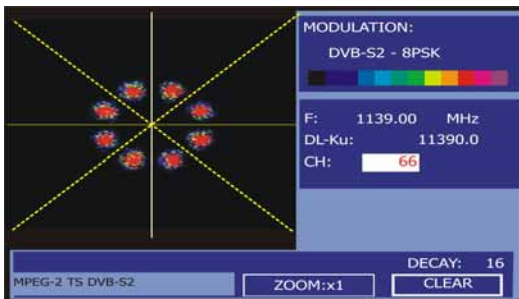 MODULATION:
DVB-S2 - 8PSK
F: 1139.00 MHz
DL-Ku: 11390.0
CH: 66
DECAY: 16
MPEG-2 TS DVB-S2
ZOOM:x1
CLEAR